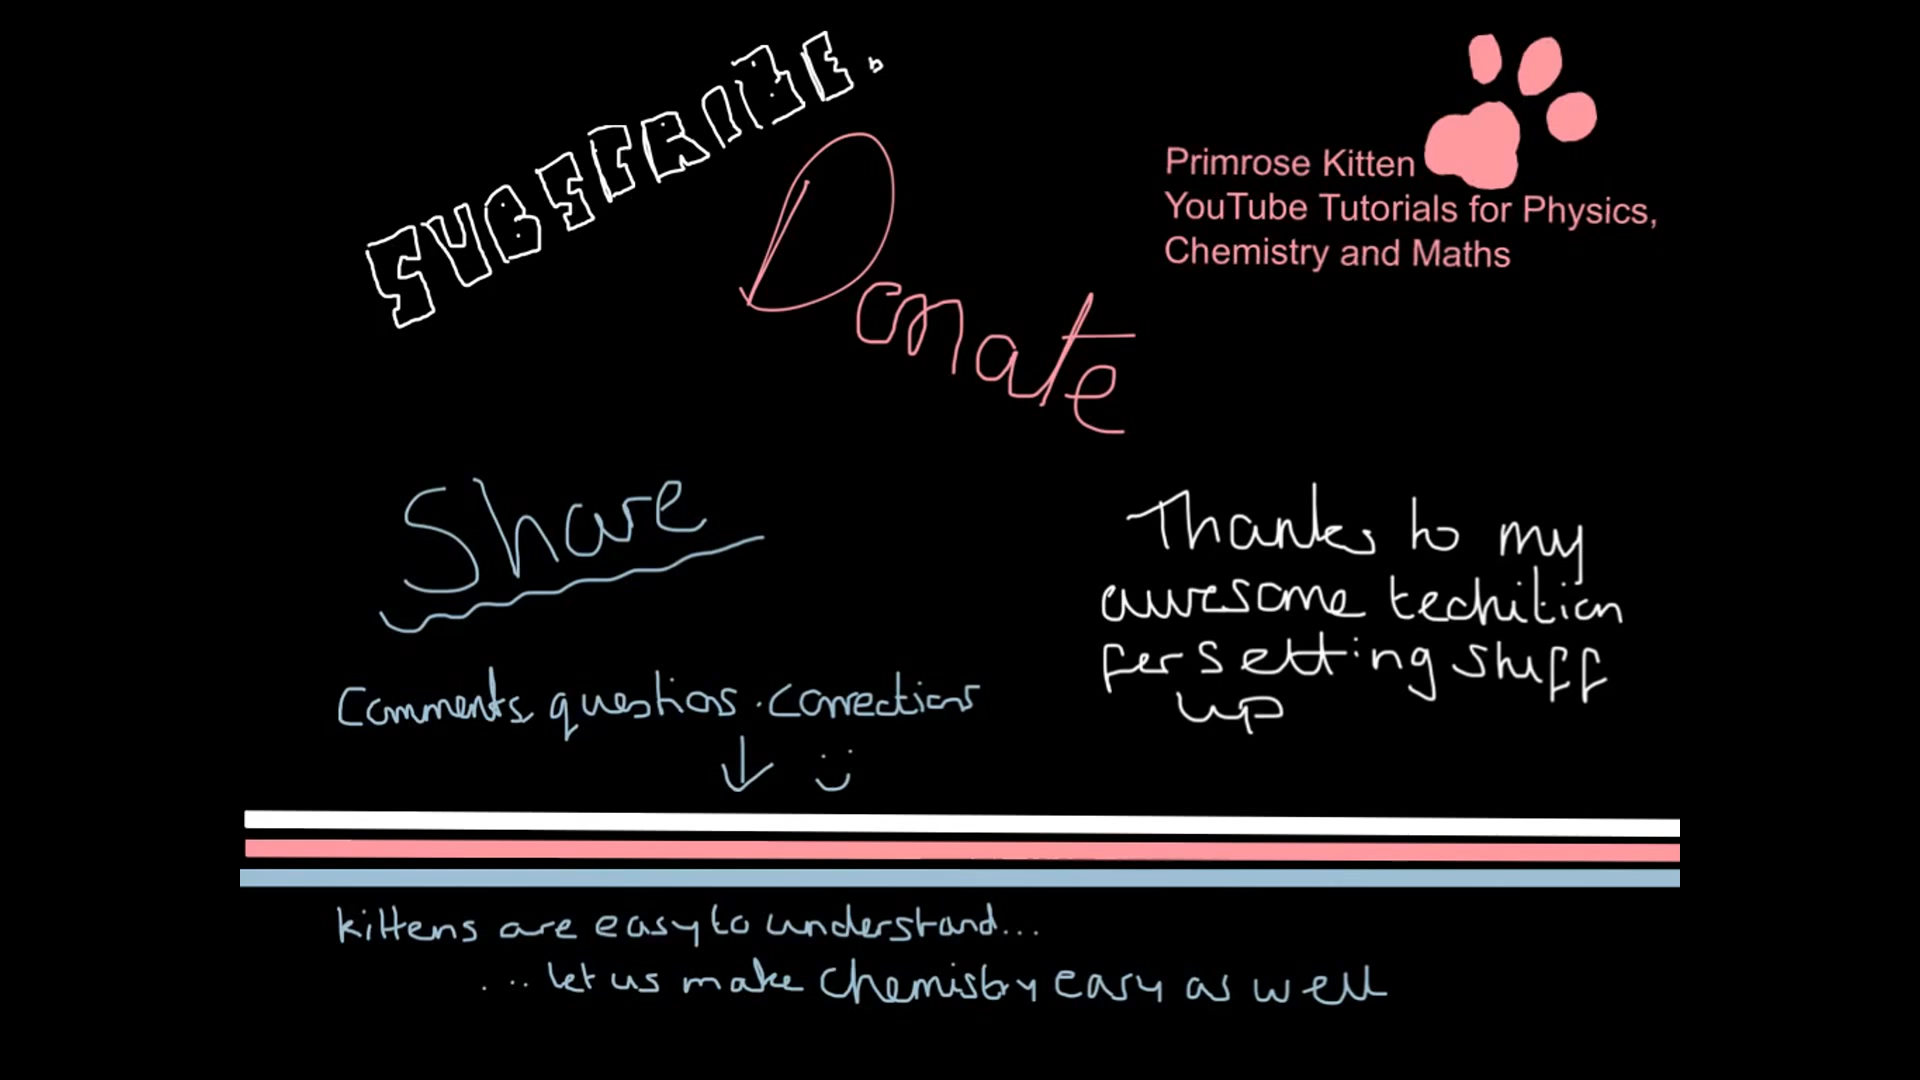 SUBSCRIBE.
Donate
Primrose Kitten
YouTube Tutorials for Physics,
Chemistry and Maths
Share
Thanks to my
awesome techition
for setting stuff
up
Comments, questions. corrections
kittens are easy to understand...
... let us make chemistry easy as well